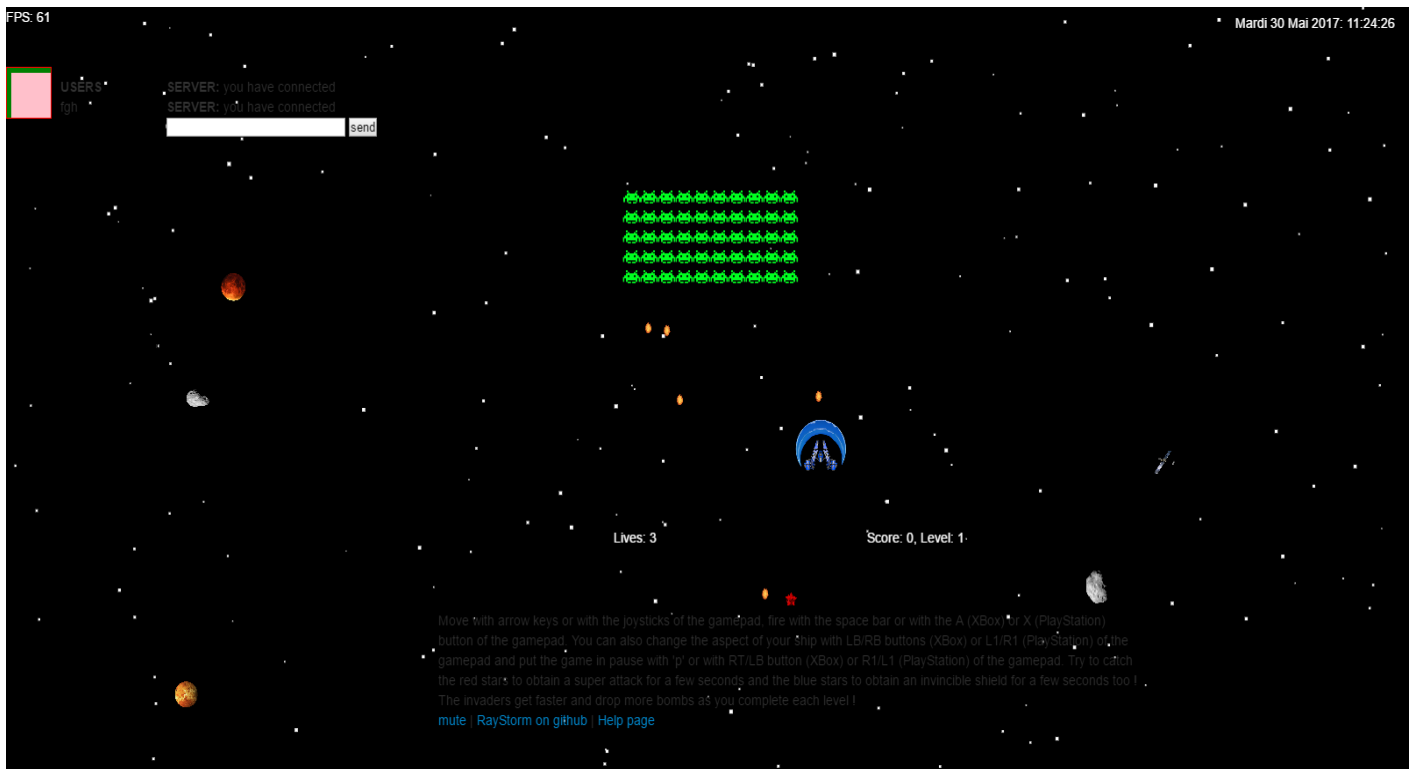 FPS: 61
Mardi 30 Mai 2017: 11:24:26
USERS
fgh
SERVER: you have connected
SERVER: you have connected
send
Lives: 3
Score: 0, Level: 1
Move with arrow keys or with the joysticks of the gamepad, fire with the space bar or with the A (XBox) or X (PlayStation)
button of the gamepad. You can also change the aspect of your ship with LB/RB buttons (XBox) or L1/R1 (PlayStation) of the
gamepad and put the game in pause with 'p' or with RT/LB button (XBox) or R1/L1 (PlayStation) of the gamepad. Try to catch
the red stars to obtain a super attack for a few seconds and the blue stars to obtain an invincible shield for a few seconds too !
The invaders get faster and drop more bombs as you complete each level !
mute | RayStorm on github | Help page